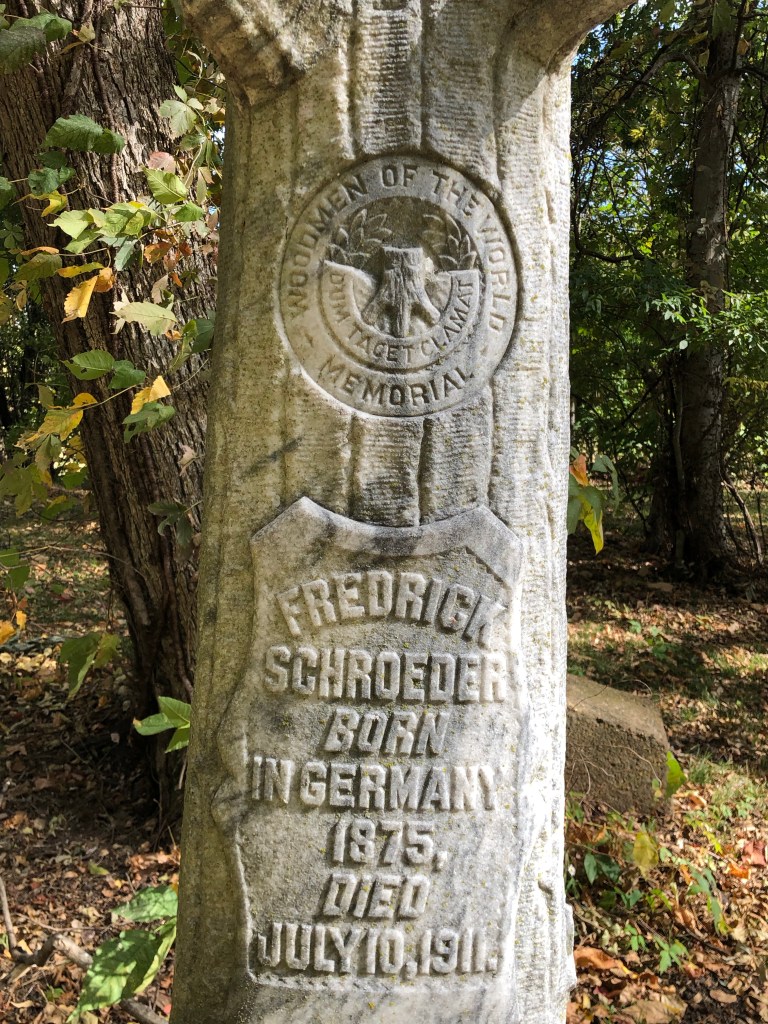 WOODMEN OF THE WORLD
DUM TACET CLAMAT
MEMORIAL
FREDRICK
SCHROEDER
BORN
IN GERMANY
1875,
DIED
JULY 10, 1911.